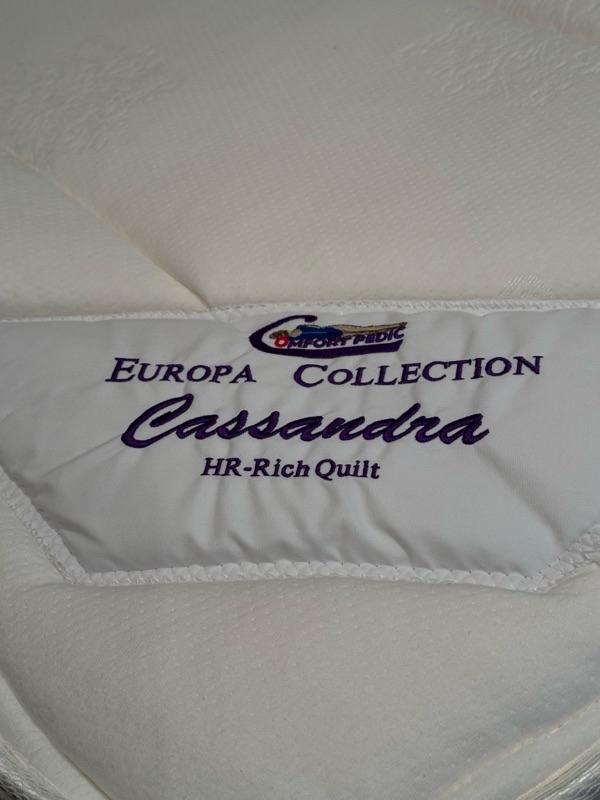 COMFORT PEDIC
EUROPA COLLECTION
Cassandra
HR-Rich Quilt